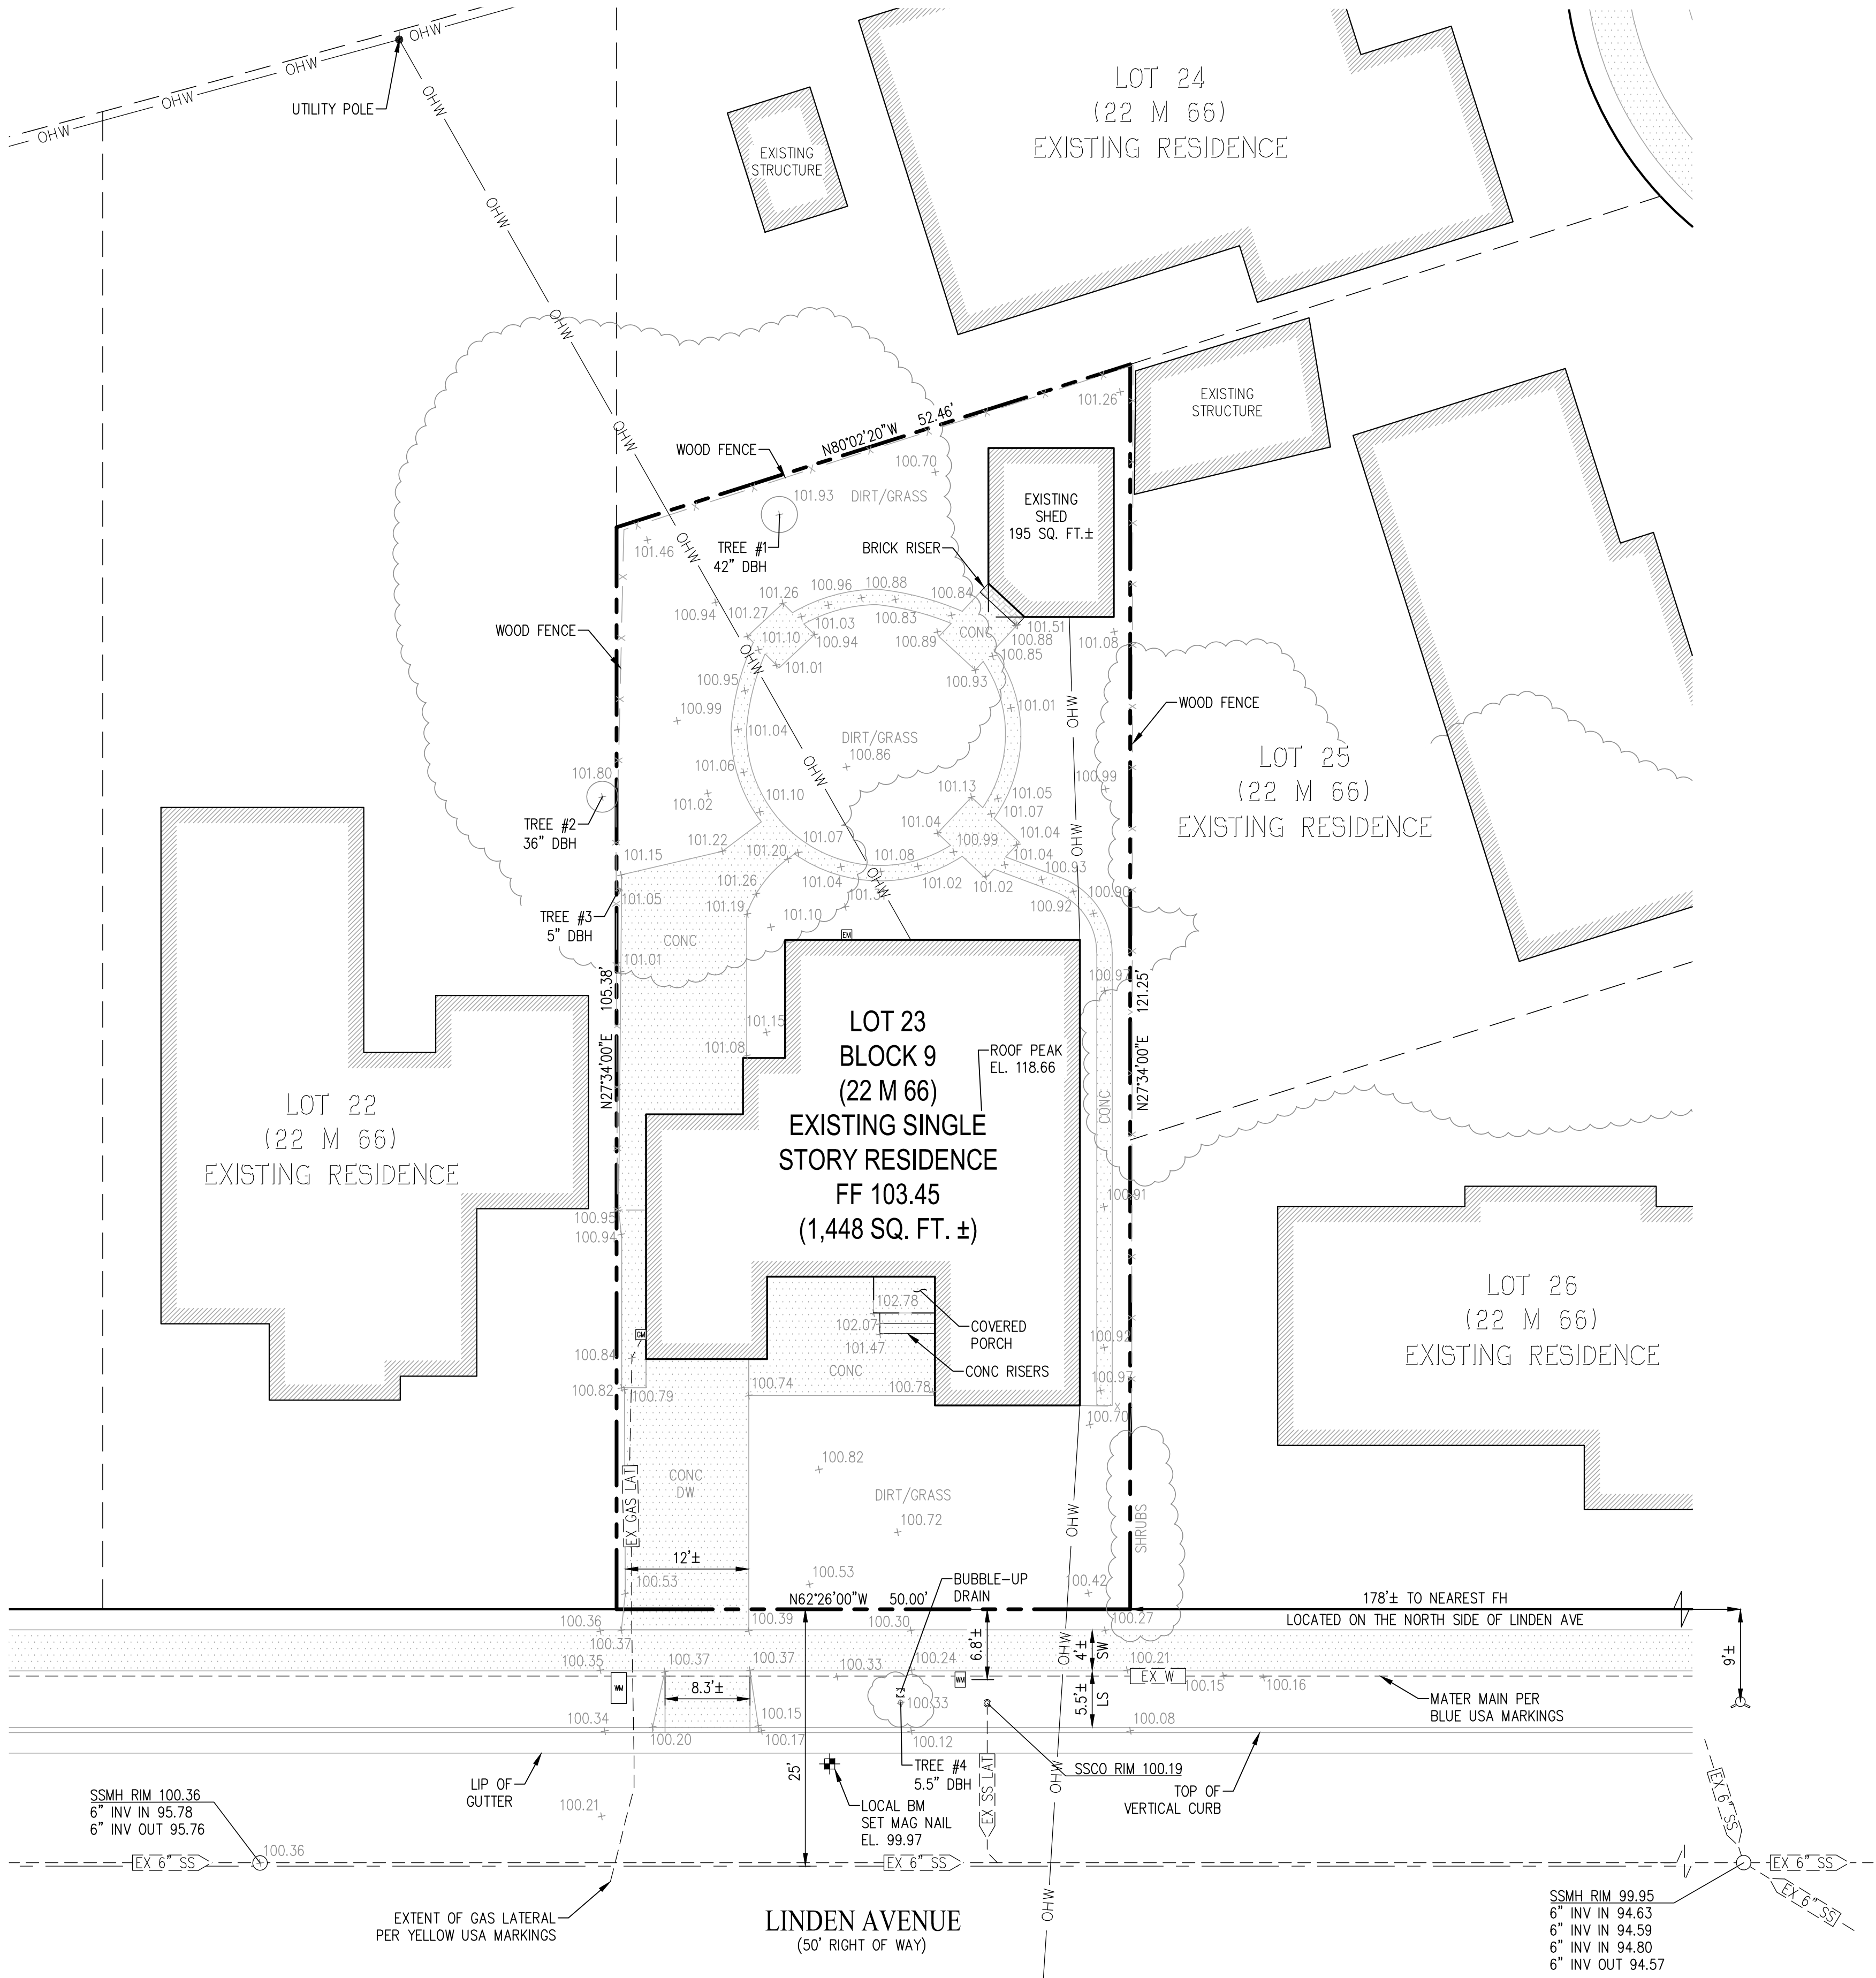 OHW
OHW
OHW
OHW
UTILITY POLE
OHW
OHW
OHW
OHW
OHW
OHW
OHW
OHW
EXISTING
STRUCTURE
LOT 24
(22 M 66)
EXISTING RESIDENCE
EXISTING
STRUCTURE
101.26
N80°02'20"W 52.46'
WOOD FENCE
100.70
101.93
DIRT/GRASS
101.46
TREE #1
42" DBH
EXISTING
SHED
195 SQ. FT.±
BRICK RISER
WOOD FENCE
100.94
101.26
100.96
100.88
100.84
101.27
101.03
100.83
101.10
100.94
100.89
CONC
101.51
100.88
100.85
101.08
101.01
100.93
100.95
100.99
101.01
101.04
DIRT/GRASS
100.86
OHW
WOOD FENCE
LOT 25
(22 M 66)
EXISTING RESIDENCE
101.80
101.06
101.02
101.10
101.13
100.99
101.05
101.07
TREE #2
36" DBH
101.22
101.07
101.04
101.04
OHW
101.15
101.20
101.08
100.99
101.04
100.93
101.26
101.04
101.02
101.02
100.90
101.05
101.19
101.10
100.92
TREE #3
5" DBH
CONC
EM
101.01
100.97
N27°34'00"E 105.38'
N27°34'00"E 121.25'
101.15
101.08
CONC
LOT 23
BLOCK 9
(22 M 66)
EXISTING SINGLE
STORY RESIDENCE
FF 103.45
(1,448 SQ. FT. ±)
ROOF PEAK
EL. 118.66
LOT 22
(22 M 66)
EXISTING RESIDENCE
100.95
100.94
100.91
LOT 26
(22 M 66)
EXISTING RESIDENCE
102.78
102.07
101.47
COVERED
PORCH
CONC RISERS
CONC
GM
100.84
100.82
100.79
100.74
100.78
100.92
100.97
100.70
EX GAS LAT
CONC
DW
100.82
DIRT/GRASS
100.72
OHW
SHRUBS
12'±
100.53
100.53
BUBBLE-UP
DRAIN
100.42
N62°26'00"W 50.00'
178'± TO NEAREST FH
LOCATED ON THE NORTH SIDE OF LINDEN AVE
100.36
100.37
100.39
100.30
100.27
6.8'±
OHW
4'±
SW
9'±
100.35
100.37
100.37
100.33
100.24
100.21
WM
WM
EX W
100.15
100.16
8.3'±
100.33
5.5'±
LS
MATER MAIN PER
BLUE USA MARKINGS
100.34
100.20
100.15
100.17
100.12
100.08
25'
TREE #4
5.5" DBH
EX SS LAT
SSCO RIM 100.19
OHW
LIP OF
GUTTER
TOP OF
VERTICAL CURB
LOCAL BM
SET MAG NAIL
EL. 99.97
SSMH RIM 100.36
6" INV IN 95.78
6" INV OUT 95.76
100.21
100.36
EX 6" SS
EX 6" SS
EX 6" SS
EX 6" SS
EX 6" SS
EXTENT OF GAS LATERAL
PER YELLOW USA MARKINGS
LINDEN AVENUE
(50' RIGHT OF WAY)
OHW
SSMH RIM 99.95
6" INV IN 94.63
6" INV IN 94.59
6" INV IN 94.80
6" INV OUT 94.57